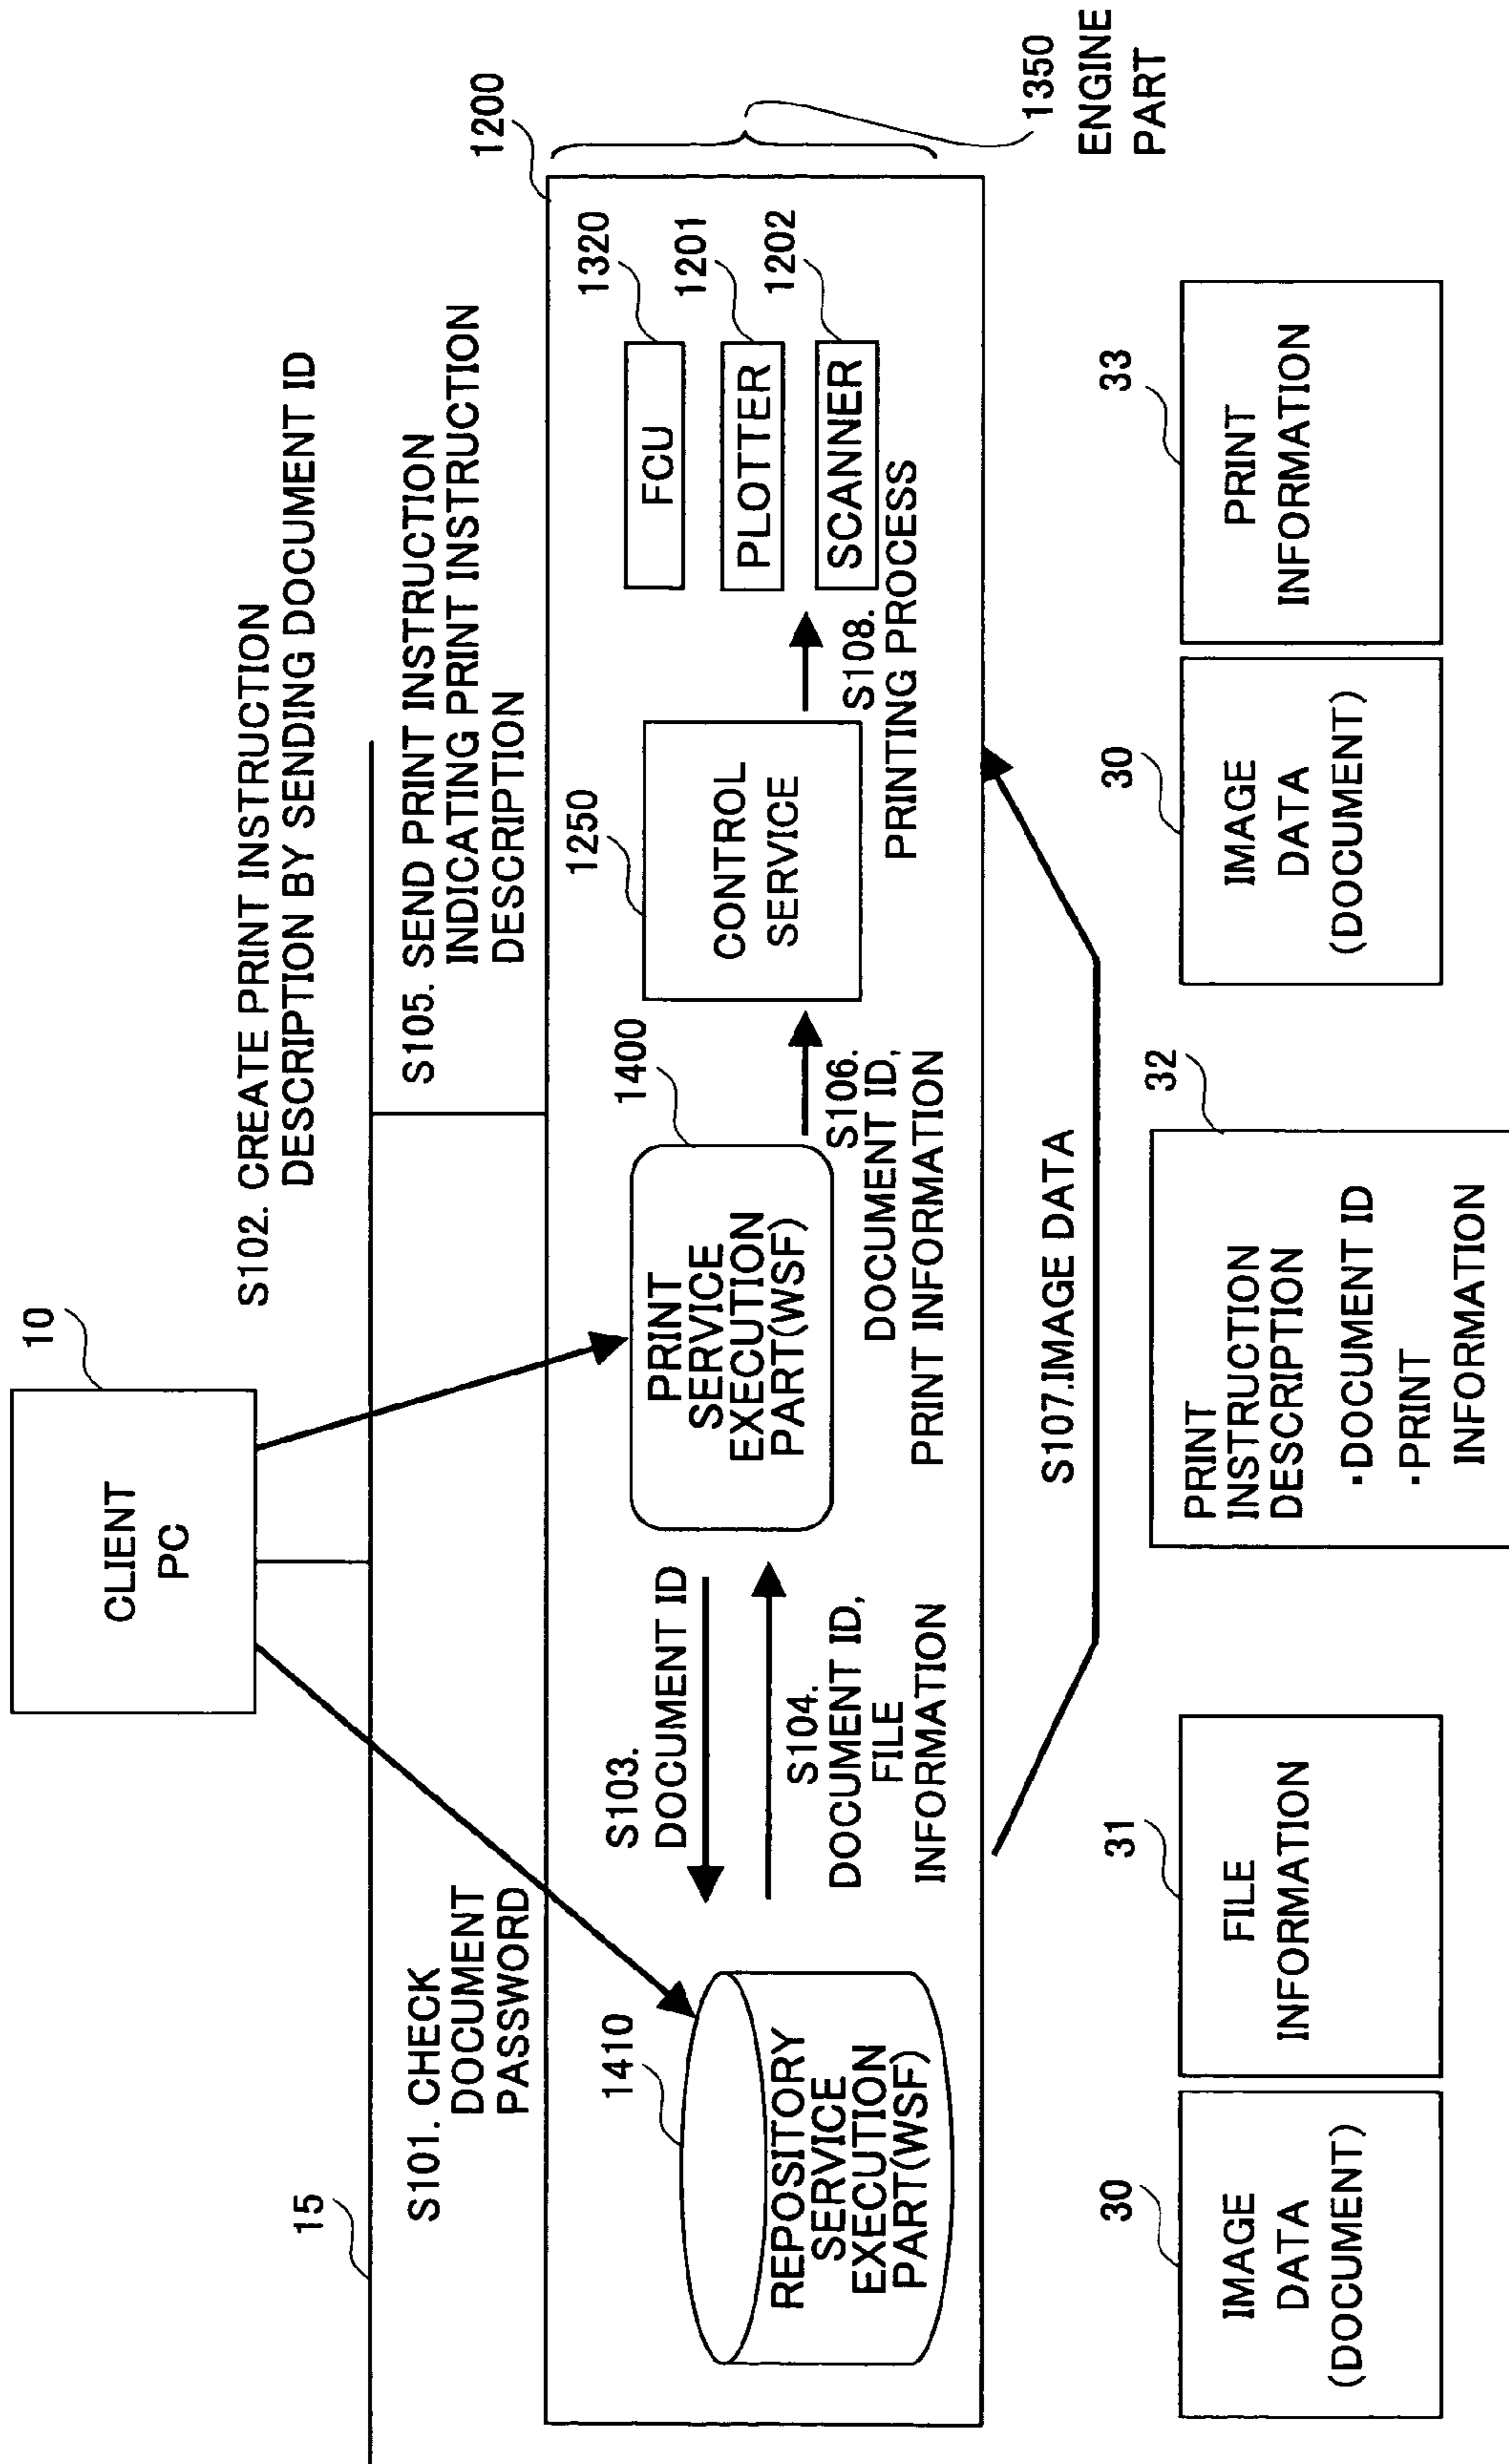 10
CLIENT
PC
15
S101. CHECK
DOCUMENT
PASSWORD
S102. CREATE PRINT INSTRUCTION
DESCRIPTION BY SENDING DOCUMENT ID
S105. SEND PRINT INSTRUCTION
INDICATING PRINT INSTRUCTION
DESCRIPTION
1200
1410
REPOSITORY
SERVICE
EXECUTION
PART(WSF)
S103.
DOCUMENT ID
S104.
DOCUMENT ID,
FILE
INFORMATION
1400
PRINT
SERVICE
EXECUTION
PART(WSF)
S106.
DOCUMENT ID,
PRINT INFORMATION
1250
CONTROL
SERVICE
S108.
PRINTING PROCESS
1320
FCU
1201
PLOTTER
1202
SCANNER
1350
ENGINE
PART
S107.IMAGE DATA
30
IMAGE
DATA
(DOCUMENT)
31
FILE
INFORMATION
32
PRINT
INSTRUCTION
DESCRIPTION
・DOCUMENT ID
・PRINT
INFORMATION
30
IMAGE
DATA
(DOCUMENT)
33
PRINT
INFORMATION